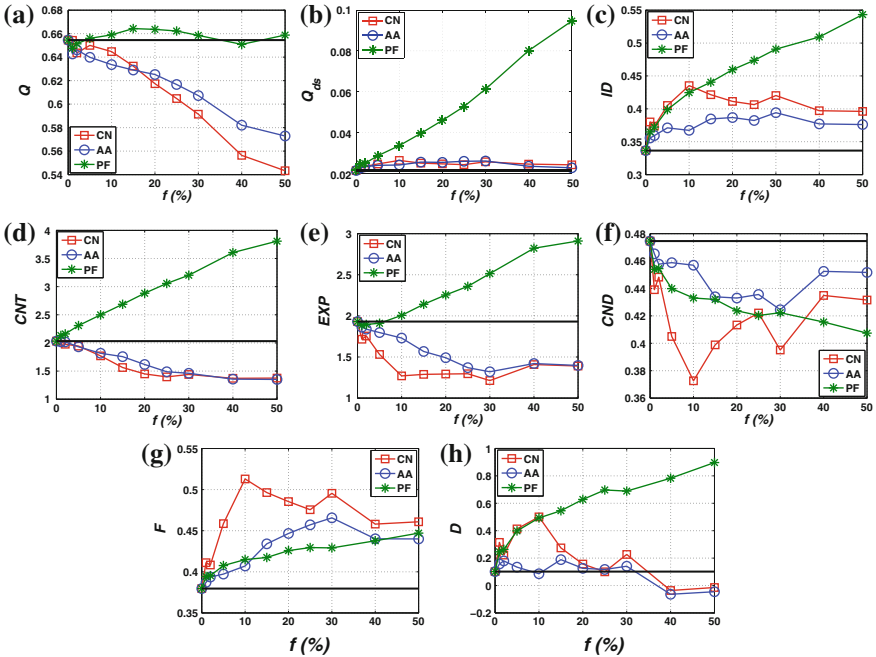 (a)
0.68
0.66
0.64
0.62
0.6
0.58
0.56
0.54
Q
CN
AA
PF
0 10 20 30 40 50
f (%)
(b)
0.1
0.08
0.06
0.04
0.02
Qds
CN
AA
PF
0 10 20 30 40 50
f (%)
(c)
0.55
0.5
0.45
0.4
0.35
0.3
ID
CN
AA
PF
0 10 20 30 40 50
f (%)
(d)
4
3.5
3
2.5
2
1.5
1
CNT
CN
AA
PF
0 10 20 30 40 50
f (%)
(e)
3
2.5
2
1.5
1
EXP
CN
AA
PF
0 10 20 30 40 50
f (%)
(f)
0.48
0.46
0.44
0.42
0.4
0.38
0.36
CND
CN
AA
PF
0 10 20 30 40 50
f (%)
(g)
0.55
0.5
0.45
0.4
0.35
F
CN
AA
PF
0 10 20 30 40 50
f (%)
(h)
1
0.8
0.6
0.4
0.2
0
−0.2
D
CN
AA
PF
0 10 20 30 40 50
f (%)